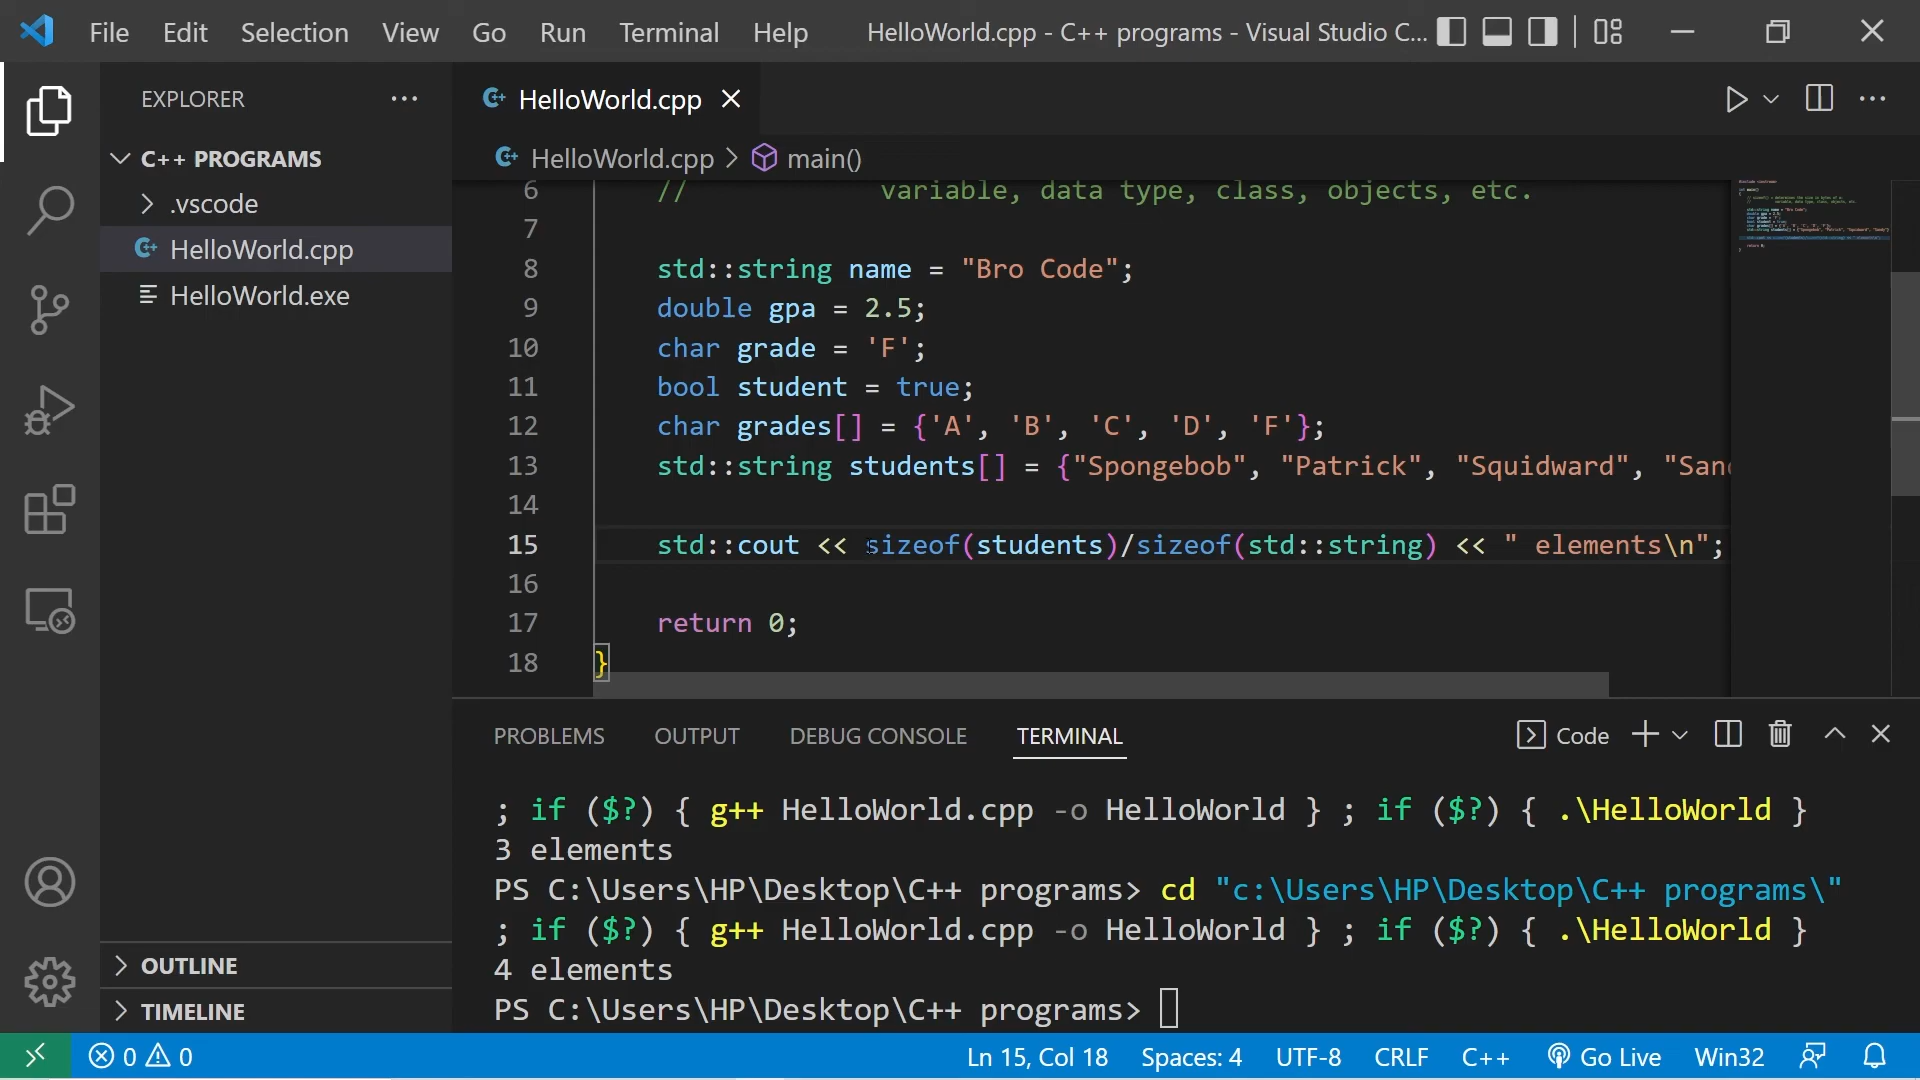 File Edit Selection View Go Run Terminal Help HelloWorld.cpp - C++ programs - Visual Studio C...
EXPLORER
HelloWorld.cpp
C++ PROGRAMS
HelloWorld.cpp > main()
.vscode
HelloWorld.cpp
HelloWorld.exe
6 // variable, data type, class, objects, etc.
7
8 std::string name = "Bro Code";
9 double gpa = 2.5;
10 char grade = 'F';
11 bool student = true;
12 char grades[] = {'A', 'B', 'C', 'D', 'F'};
13 std::string students[] = {"Spongebob", "Patrick", "Squidward", "San
14
15 std::cout << sizeof(students)/sizeof(std::string) << " elements\n";
16
17 return 0;
18 }
PROBLEMS OUTPUT DEBUG CONSOLE TERMINAL Code
; if ($?) { g++ HelloWorld.cpp -o HelloWorld } ; if ($?) { .\HelloWorld }
3 elements
PS C:\Users\HP\Desktop\C++ programs> cd "c:\Users\HP\Desktop\C++ programs\"
; if ($?) { g++ HelloWorld.cpp -o HelloWorld } ; if ($?) { .\HelloWorld }
4 elements
PS C:\Users\HP\Desktop\C++ programs>
OUTLINE
TIMELINE
0 0 Ln 15, Col 18 Spaces: 4 UTF-8 CRLF C++ Go Live Win32